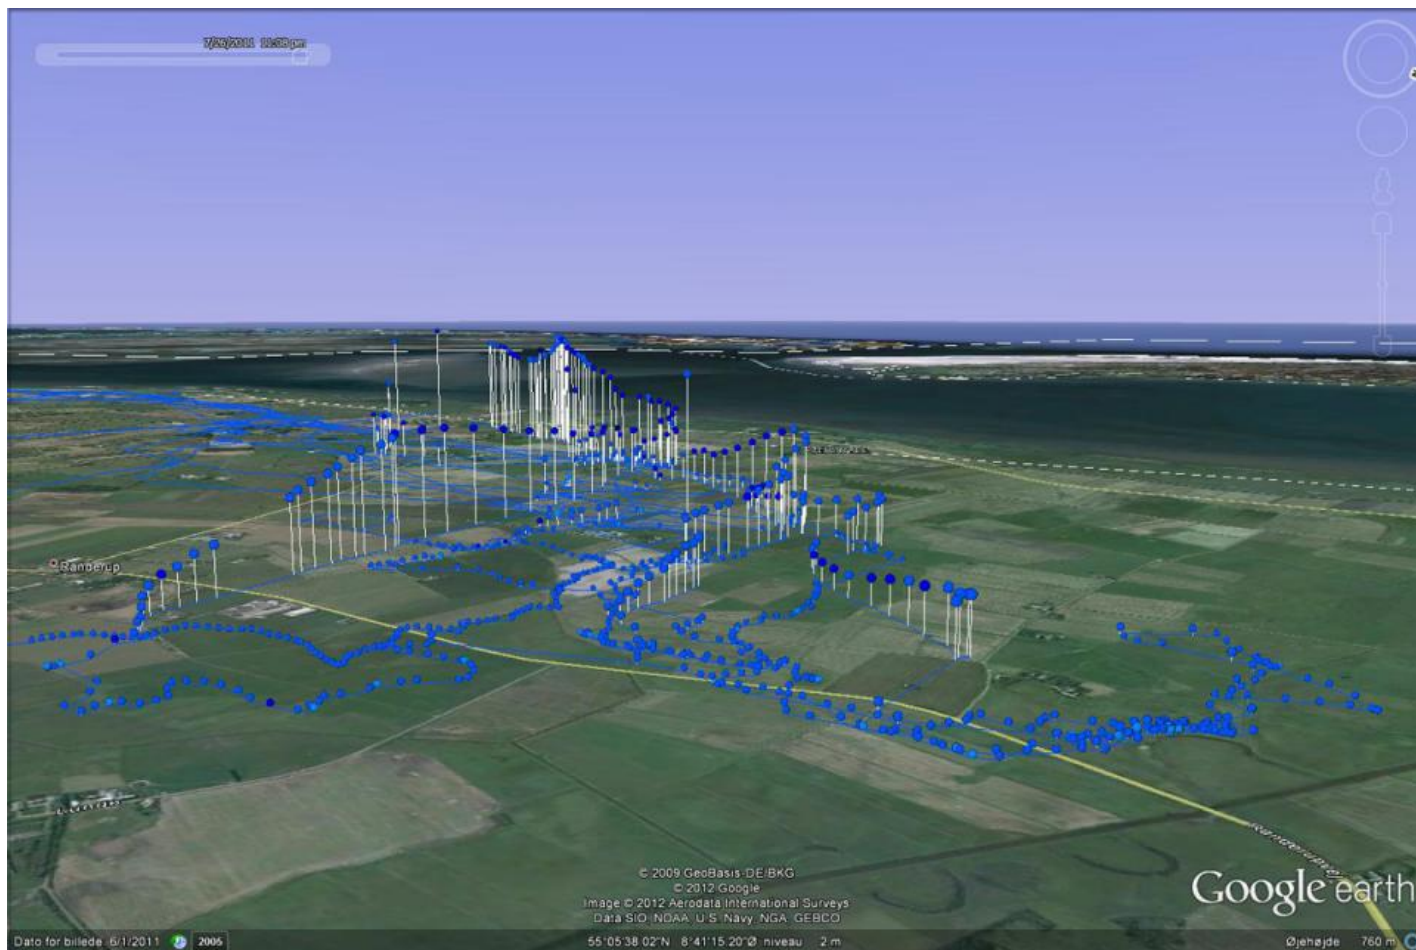 7/26/2011 11:08 pm
Randerup
© 2009 GeoBasis-DE/BKG
© 2012 Google
Image © 2012 Aerodata International Surveys
Data SIO, NOAA, U.S. Navy, NGA, GEBCO
Google earth
Dato for billede 6/1/2011 2005 55°05'38.02"N 8°41'15.20"Ø niveau 2 m Øjehøjde 760 m